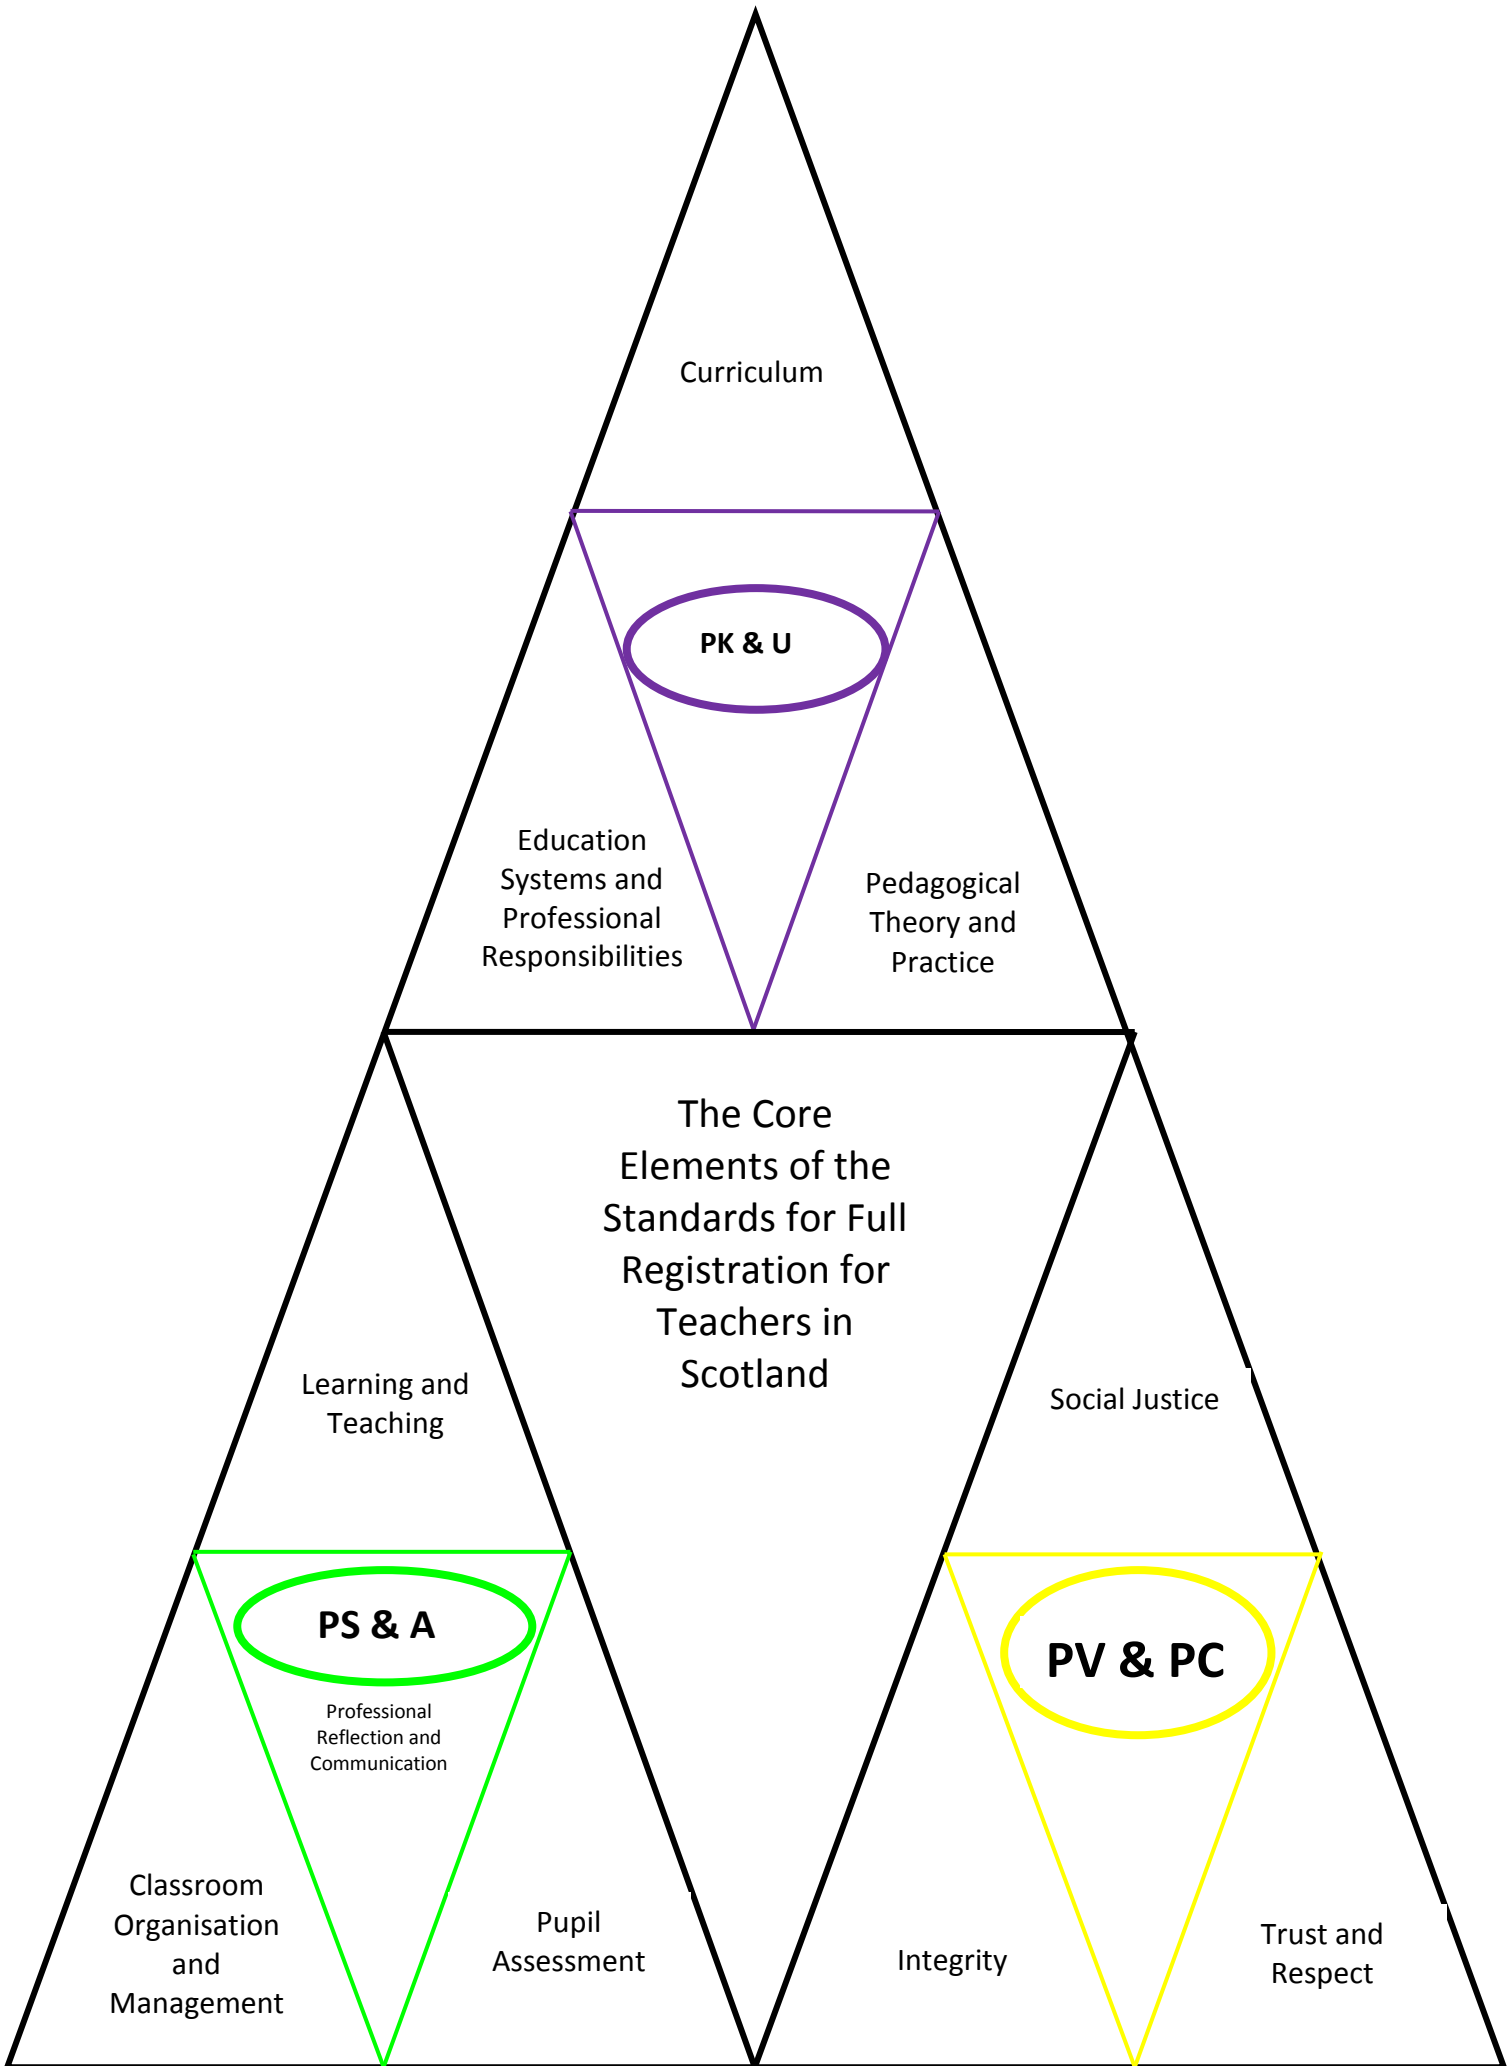 Curriculum
PK & U
Education
Systems and
Professional
Responsibilities
Pedagogical
Theory and
Practice
The Core
Elements of the
Standards for Full
Registration for
Teachers in
Scotland
Learning and
Teaching
Social Justice
PS & A
Professional
Reflection and
Communication
PV & PC
Classroom
Organisation
and
Management
Pupil
Assessment
Integrity
Trust and
Respect